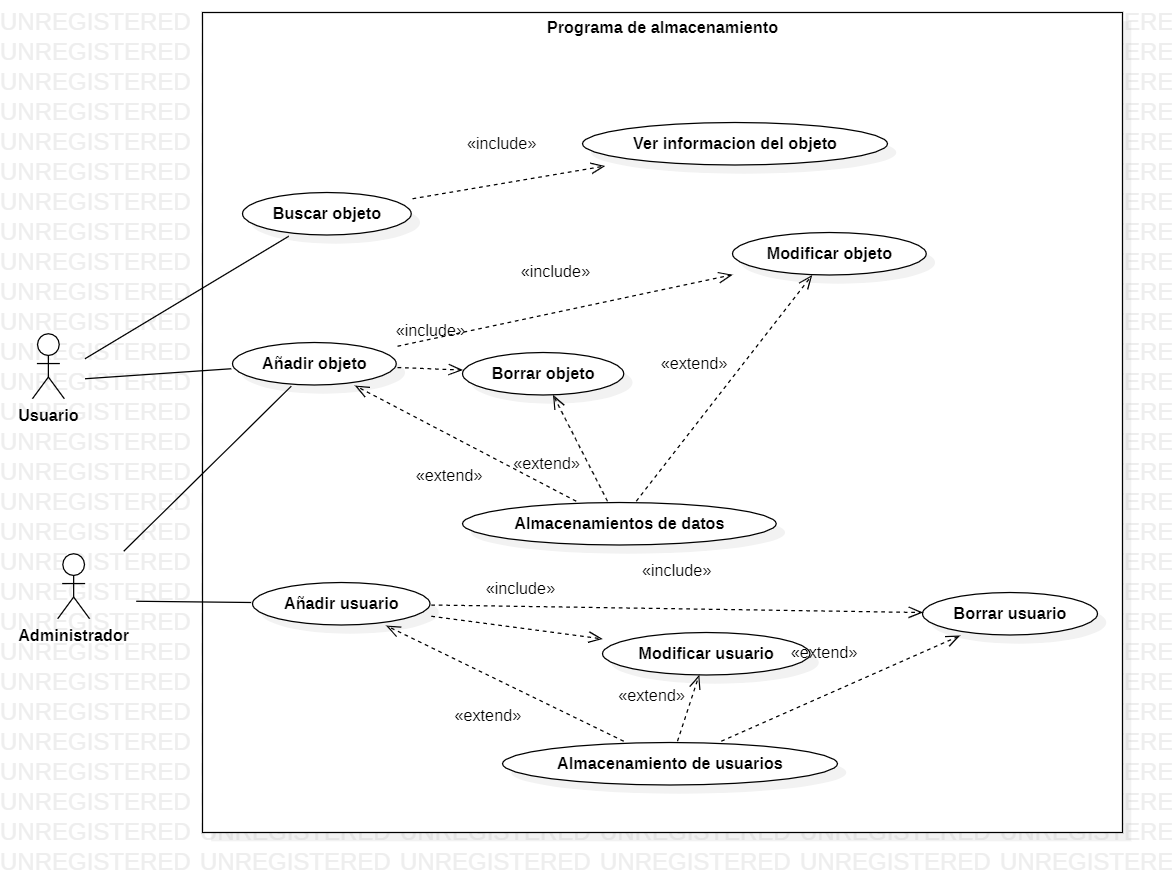 Programa de almacenamiento
«include»
Ver informacion del objeto
Buscar objeto
Modificar objeto
«include»
«include»
Añadir objeto
Borrar objeto
«extend»
Usuario
«extend»
«extend»
Almacenamientos de datos
«include»
«include»
Añadir usuario
Borrar usuario
Administrador
Modificar usuario
«extend»
«extend»
«extend»
Almacenamiento de usuarios
UNREGISTERED
UNREGISTERED UNREGISTERED UNREGISTERED UNREGISTERED UNREGISTERED UNREGISTERED